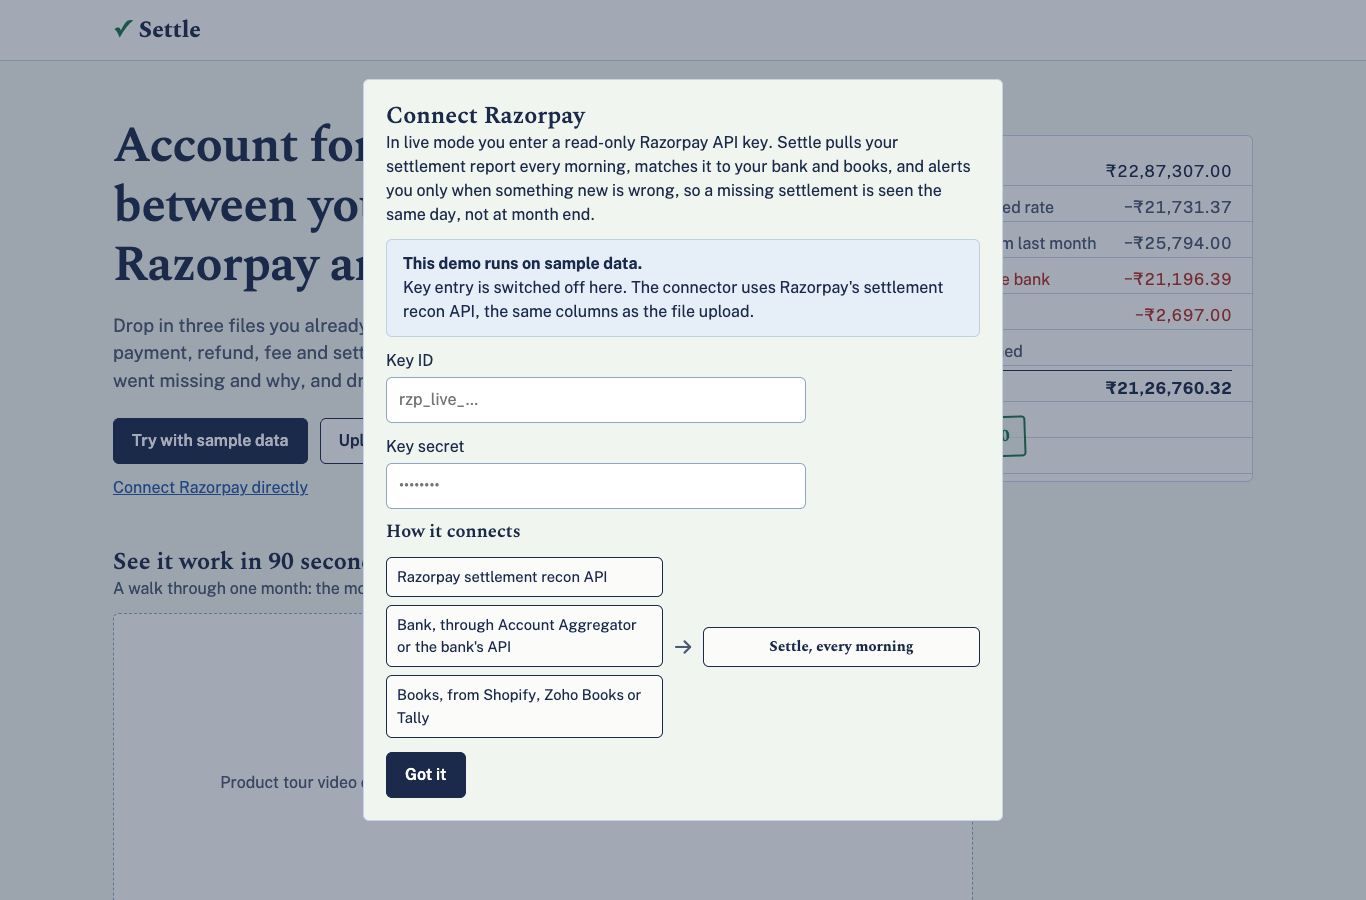 Settle
Account for
between you
Razorpay an
Drop in three files you already
payment, refund, fee and sett
went missing and why, and dr
Try with sample data
Upl
Connect Razorpay directly
See it work in 90 secon
A walk through one month: the mo
Product tour video
Connect Razorpay
In live mode you enter a read-only Razorpay API key. Settle pulls your
settlement report every morning, matches it to your bank and books, and alerts
you only when something new is wrong, so a missing settlement is seen the
same day, not at month end.
This demo runs on sample data.
Key entry is switched off here. The connector uses Razorpay's settlement
recon API, the same columns as the file upload.
Key ID
rzp_live_...
Key secret
••••••••
How it connects
Razorpay settlement recon API
Bank, through Account Aggregator
or the bank's API
Books, from Shopify, Zoho Books or
Tally
→
Settle, every morning
Got it
₹22,87,307.00
ed rate −₹21,731.37
m last month −₹25,794.00
e bank −₹21,196.39
−₹2,697.00
ed
₹21,26,760.32
0